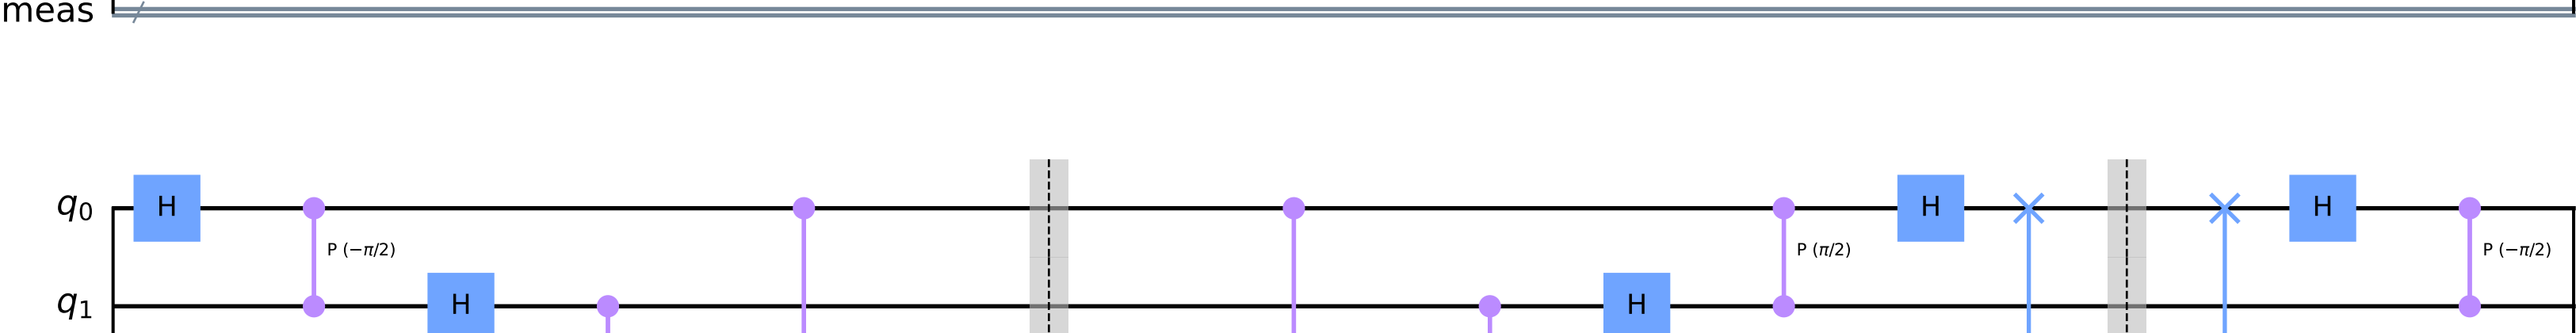 meas
q0 H H H
P (−π/2) P (π/2) P (−π/2)
q1 H H